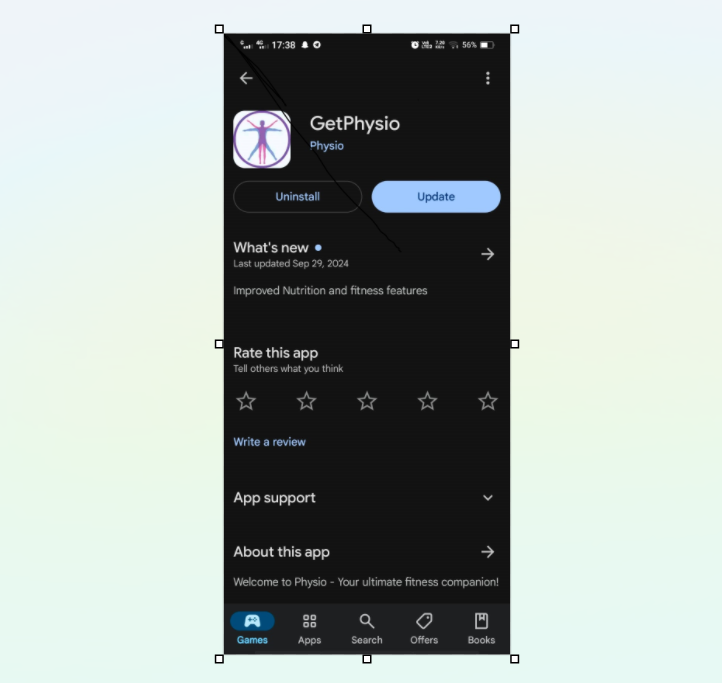 17:38
56%
GetPhysio
Physio
Uninstall
Update
What's new
Last updated Sep 29, 2024
Improved Nutrition and fitness features
Rate this app
Tell others what you think
Write a review
App support
About this app
Welcome to Physio - Your ultimate fitness companion!
Games
Apps
Search
Offers
Books